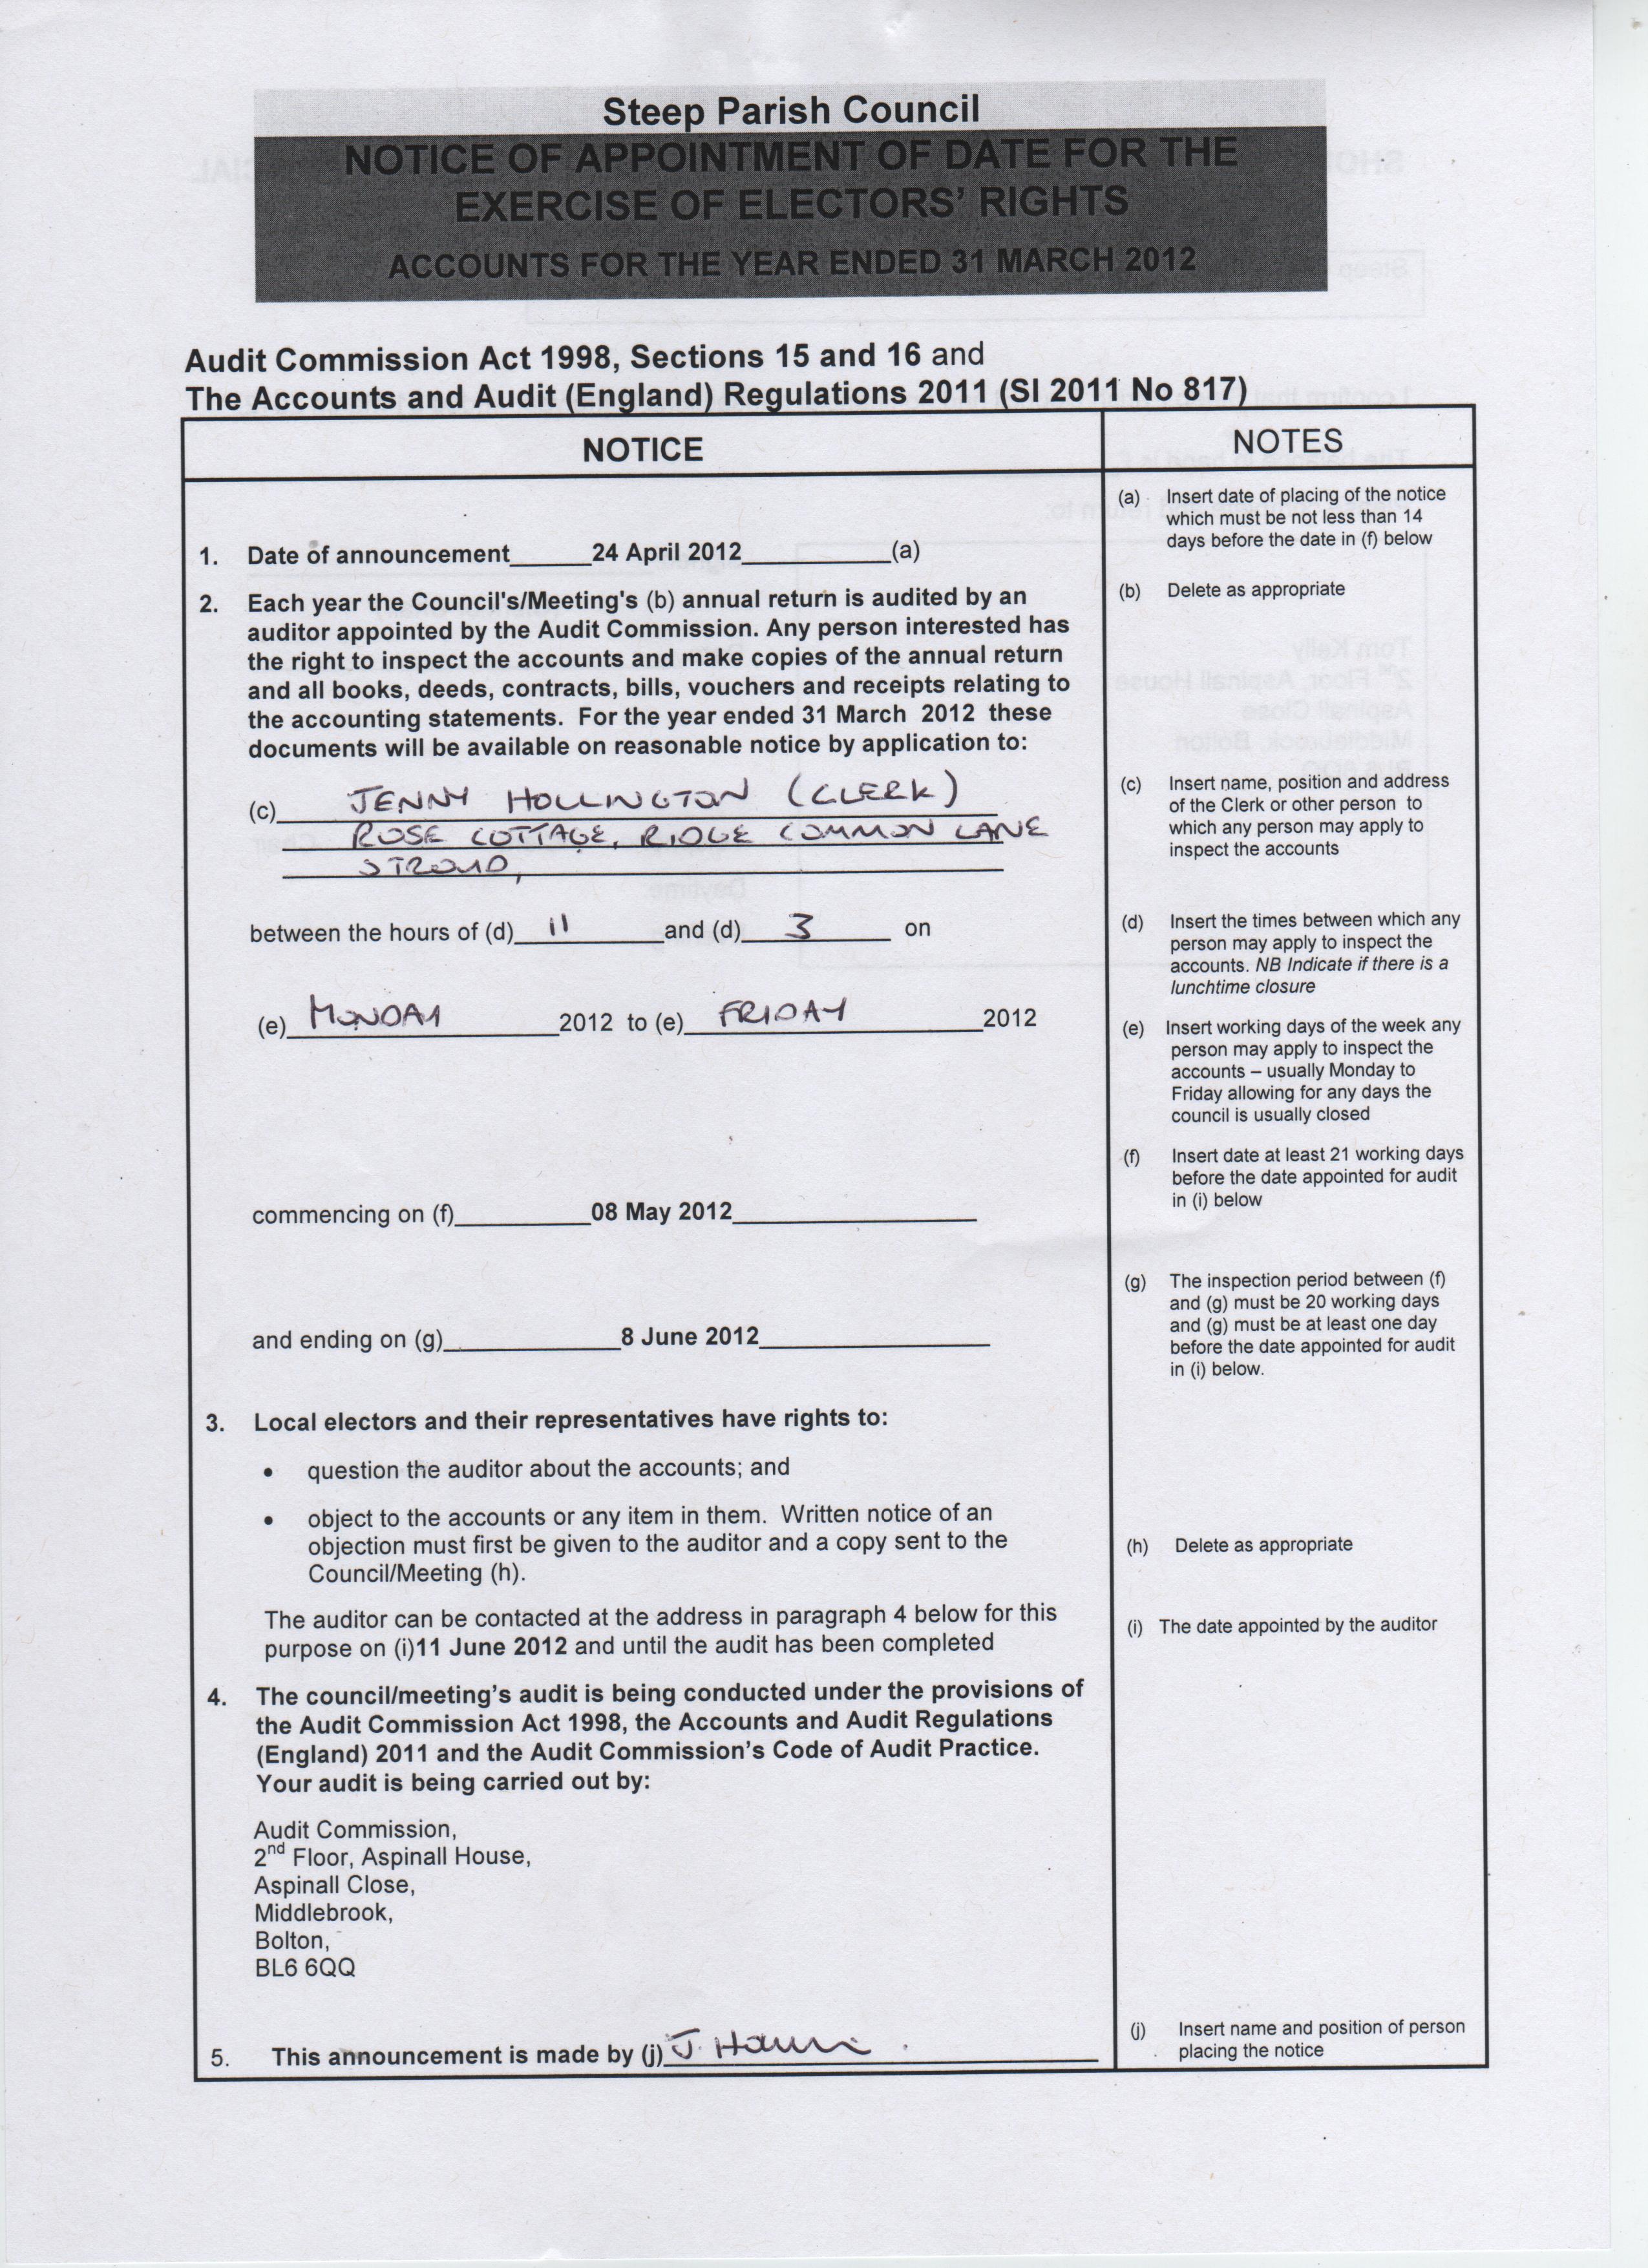 Steep Parish Council
NOTICE OF APPOINTMENT OF DATE FOR THE
EXERCISE OF ELECTORS' RIGHTS
ACCOUNTS FOR THE YEAR ENDED 31 MARCH 2012
Audit Commission Act 1998, Sections 15 and 16 and
The Accounts and Audit (England) Regulations 2011 (SI 2011 No 817)
NOTICE
1. Date of announcement 24 April 2012 (a)
2. Each year the Council's/Meeting's (b) annual return is audited by an
auditor appointed by the Audit Commission. Any person interested has
the right to inspect the accounts and make copies of the annual return
and all books, deeds, contracts, bills, vouchers and receipts relating to
the accounting statements. For the year ended 31 March 2012 these
documents will be available on reasonable notice by application to:
(c) JENNY HOLLINGTON (CLERK)
ROSE COTTAGE, RIDGE COMMON LANE
STROUD,
between the hours of (d) 11 and (d) 3 on
(e) MONDAY 2012 to (e) FRIDAY 2012
commencing on (f) 08 May 2012
and ending on (g) 8 June 2012
3. Local electors and their representatives have rights to:
• question the auditor about the accounts; and
• object to the accounts or any item in them. Written notice of an
objection must first be given to the auditor and a copy sent to the
Council/Meeting (h).
The auditor can be contacted at the address in paragraph 4 below for this
purpose on (i)11 June 2012 and until the audit has been completed
4. The council/meeting's audit is being conducted under the provisions of
the Audit Commission Act 1998, the Accounts and Audit Regulations
(England) 2011 and the Audit Commission's Code of Audit Practice.
Your audit is being carried out by:
Audit Commission,
2nd Floor, Aspinall House,
Aspinall Close,
Middlebrook,
Bolton,
BL6 6QQ
5. This announcement is made by (j) J.
NOTES
(a) Insert date of placing of the notice
which must be not less than 14
days before the date in (f) below
(b) Delete as appropriate
(c) Insert name, position and address
of the Clerk or other person to
which any person may apply to
inspect the accounts
(d) Insert the times between which any
person may apply to inspect the
accounts. NB Indicate if there is a
lunchtime closure
(e) Insert working days of the week any
person may apply to inspect the
accounts – usually Monday to
Friday allowing for any days the
council is usually closed
(f) Insert date at least 21 working days
before the date appointed for audit
in (i) below
(g) The inspection period between (f)
and (g) must be 20 working days
and (g) must be at least one day
before the date appointed for audit
in (i) below.
(h) Delete as appropriate
(i) The date appointed by the auditor
(j) Insert name and position of person
placing the notice